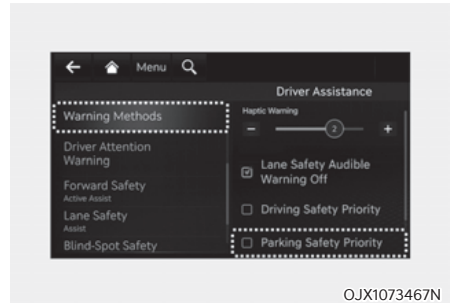 Menu
Driver Assistance
Warning Methods
Driver Attention
Warning
Forward Safety
Active Assist
Lane Safety
Assist
Blind-Spot Safety
Haptic Warning
2
Lane Safety Audible
Warning Off
Driving Safety Priority
Parking Safety Priority
OJX1073467N